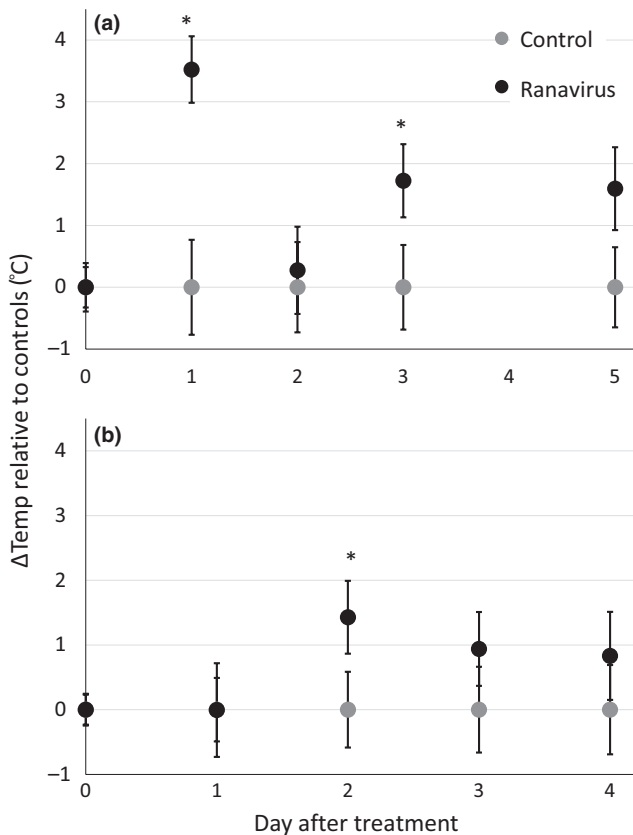 (a)
*
Control
Ranavirus
*
4
3
2
1
0
–1
0 1 2 3 4 5
(b)
*
4
3
2
1
0
–1
0 1 2 3 4
ΔTemp relative to controls (°C)
Day after treatment